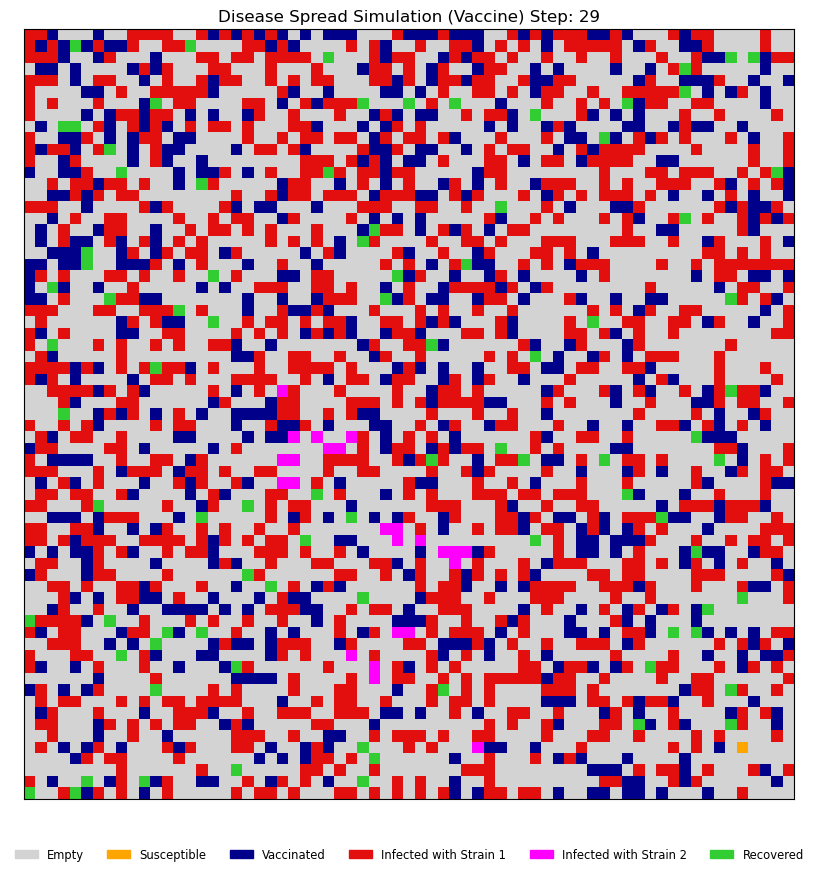 Disease Spread Simulation (Vaccine) Step: 29
Empty Susceptible Vaccinated Infected with Strain 1 Infected with Strain 2 Recovered